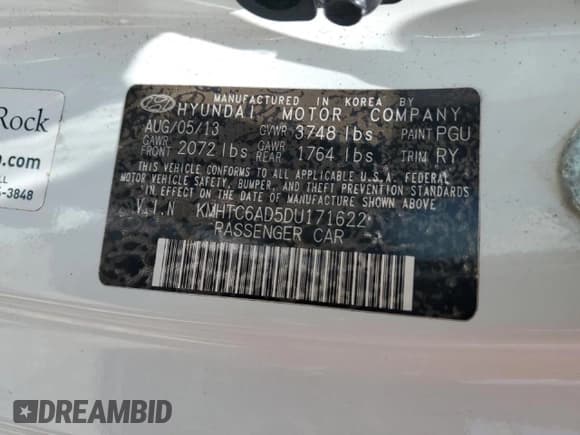 Rock
.com
LL
-3848
MANUFACTURED IN KOREA BY
HYUNDAI MOTOR COMPANY
AUG/05/13 GVWR 3748 lbs PAINT PGU
GAWR FRONT 2072 lbs GAWR REAR 1764 lbs TRIM RY
THIS VEHICLE CONFORMS TO ALL APPLICABLE U.S.A. FEDERAL
MOTOR VEHICLE SAFETY, BUMPER, AND THEFT PREVENTION STANDARDS
IN EFFECT ON THE DATE OF MANUFACTURE SHOWN ABOVE
V.I.N KMHTC6AD5DU171622
PASSENGER CAR
DREAMBID